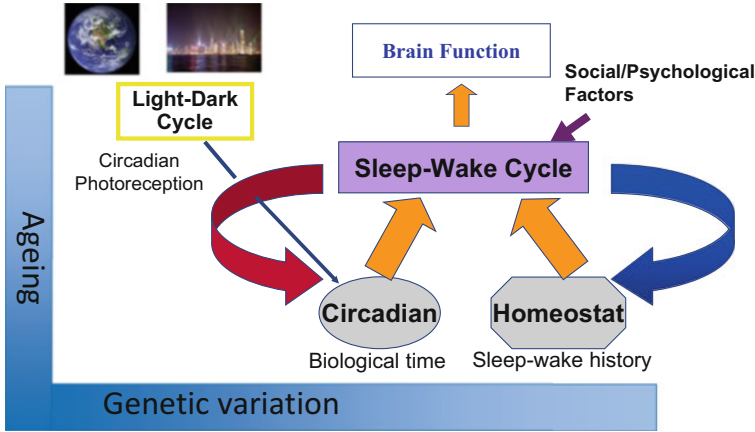 Brain Function
Social/Psychological
Factors
Light-Dark
Cycle
Circadian
Photoreception
Sleep-Wake Cycle
Ageing
Circadian
Homeostat
Biological time
Sleep-wake history
Genetic variation